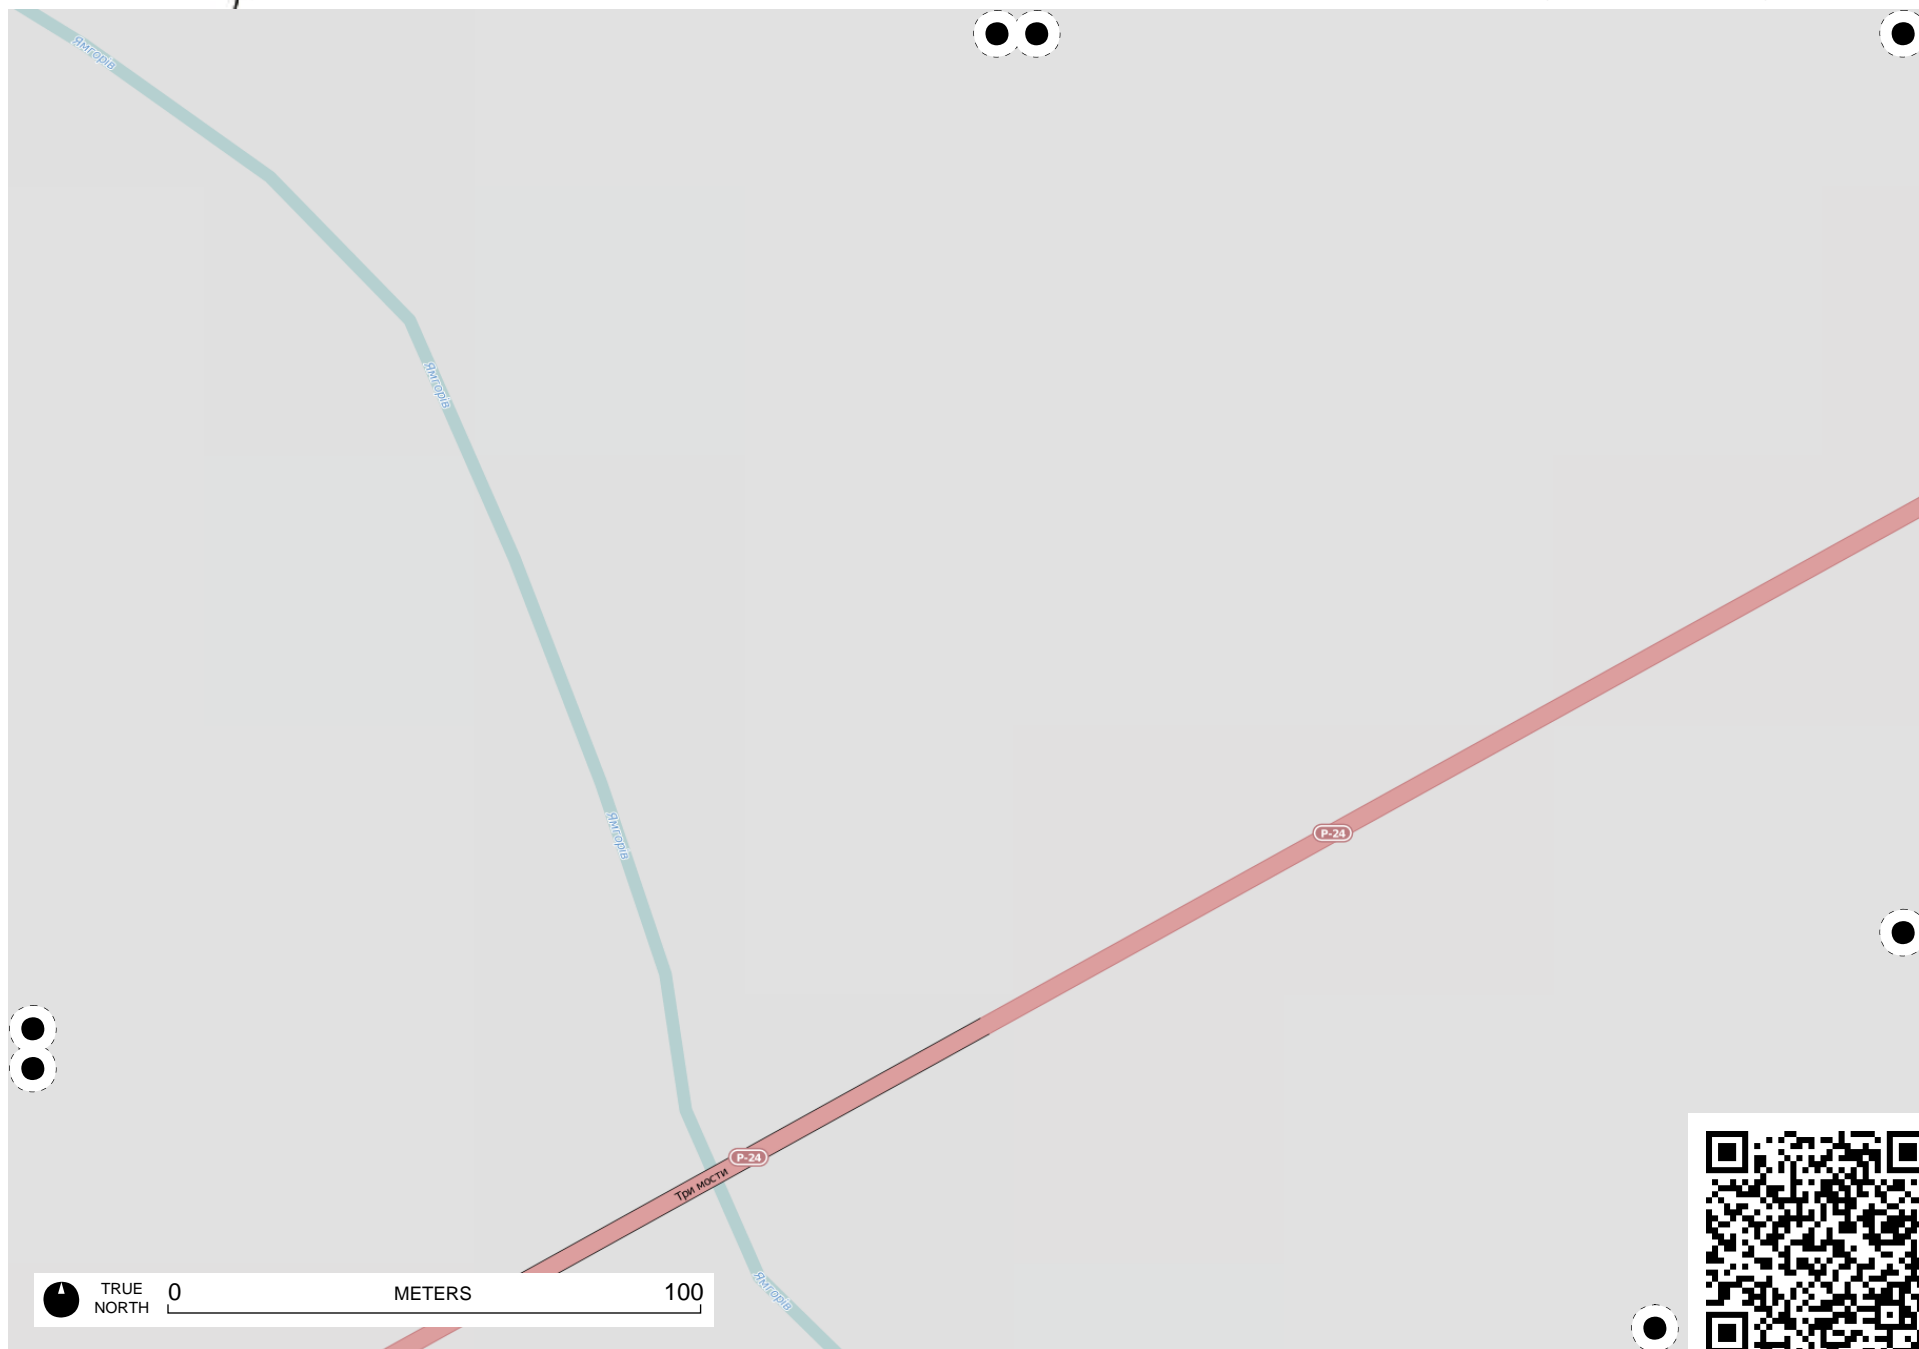 Ямгорів
Ямгорів
Ямгорів
P-24
P-24
Три мости
Ямгорів
TRUE
NORTH
0
METERS
100